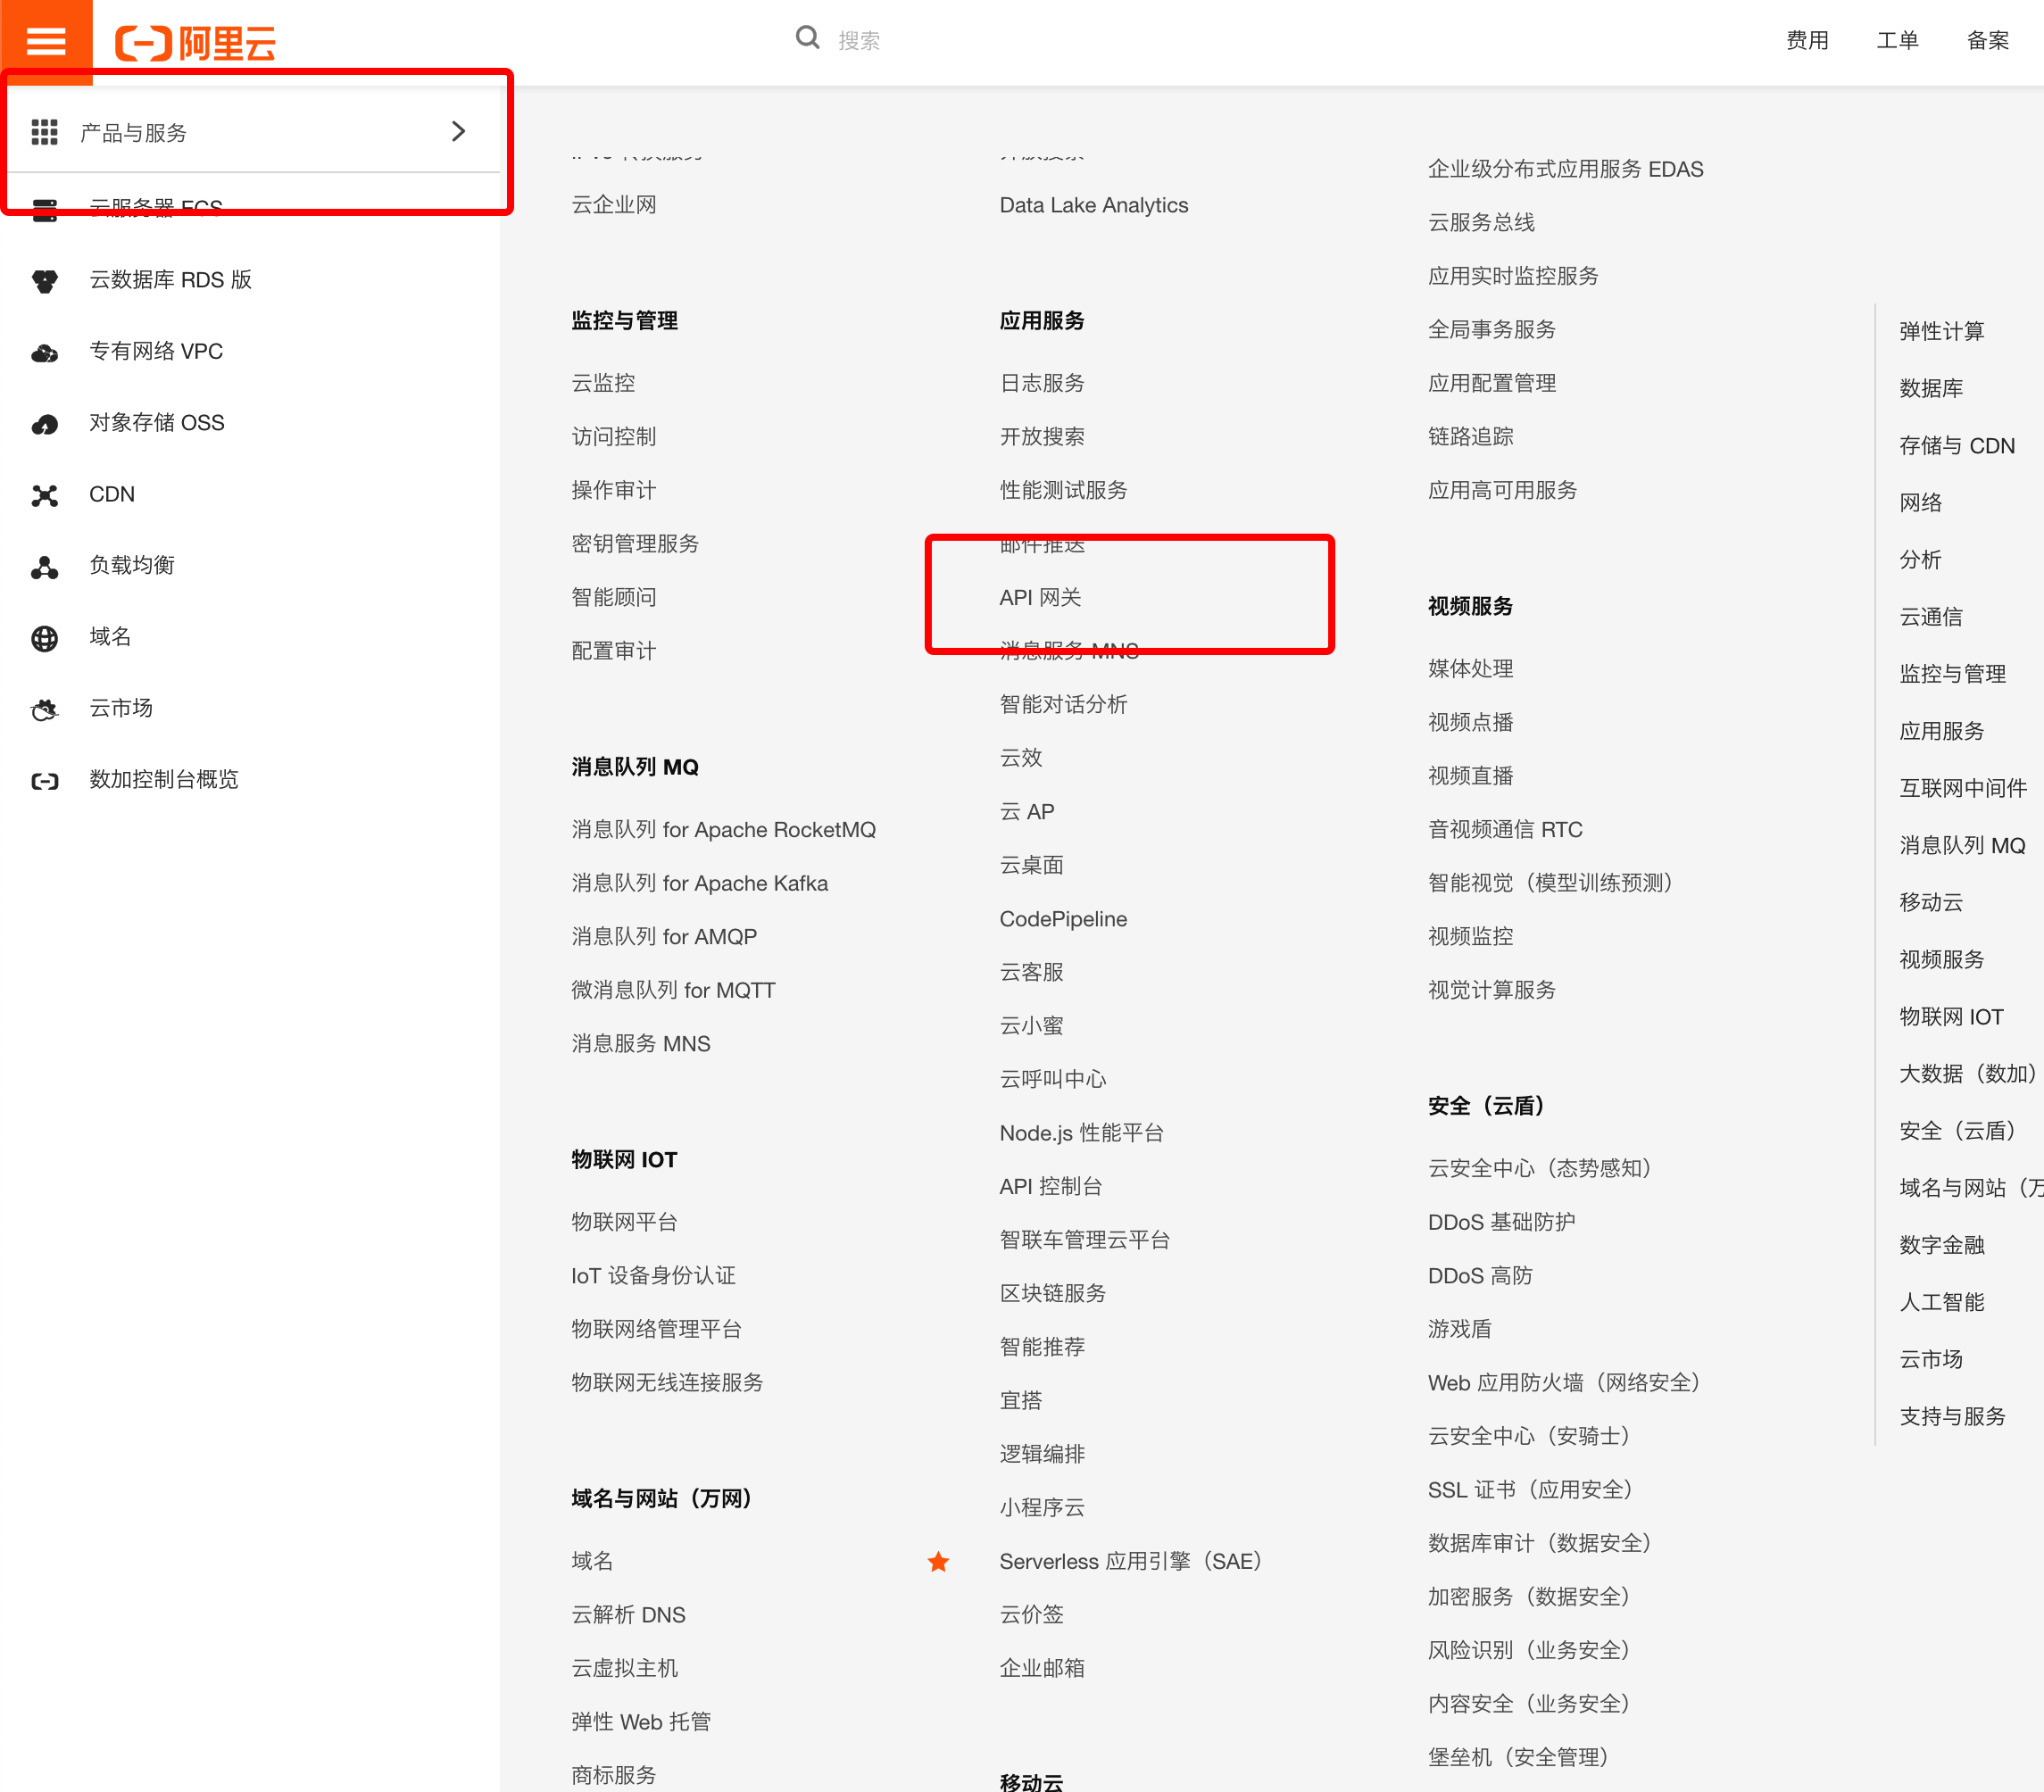 阿里云
搜索
费用
工单
备案
产品与服务
云服务器 ECS
云数据库 RDS 版
专有网络 VPC
对象存储 OSS
CDN
负载均衡
域名
云市场
数加控制台概览
云企业网
监控与管理
云监控
访问控制
操作审计
密钥管理服务
智能顾问
配置审计
消息队列 MQ
消息队列 for Apache RocketMQ
消息队列 for Apache Kafka
消息队列 for AMQP
微消息队列 for MQTT
消息服务 MNS
物联网 IOT
物联网平台
IoT 设备身份认证
物联网络管理平台
物联网无线连接服务
域名与网站（万网）
域名
云解析 DNS
云虚拟主机
弹性 Web 托管
商标服务
Data Lake Analytics
应用服务
日志服务
开放搜索
性能测试服务
邮件推送
API 网关
消息服务 MNS
智能对话分析
云效
云 AP
云桌面
CodePipeline
云客服
云小蜜
云呼叫中心
Node.js 性能平台
API 控制台
智联车管理云平台
区块链服务
智能推荐
宜搭
逻辑编排
小程序云
Serverless 应用引擎（SAE）
云价签
企业邮箱
移动云
企业级分布式应用服务 EDAS
云服务总线
应用实时监控服务
全局事务服务
应用配置管理
链路追踪
应用高可用服务
视频服务
媒体处理
视频点播
视频直播
音视频通信 RTC
智能视觉（模型训练预测）
视频监控
视觉计算服务
安全（云盾）
云安全中心（态势感知）
DDoS 基础防护
DDoS 高防
游戏盾
Web 应用防火墙（网络安全）
云安全中心（安骑士）
SSL 证书（应用安全）
数据库审计（数据安全）
加密服务（数据安全）
风险识别（业务安全）
内容安全（业务安全）
堡垒机（安全管理）
弹性计算
数据库
存储与 CDN
网络
分析
云通信
监控与管理
应用服务
互联网中间件
消息队列 MQ
移动云
视频服务
物联网 IOT
大数据（数加）
安全（云盾）
域名与网站（万
数字金融
人工智能
云市场
支持与服务